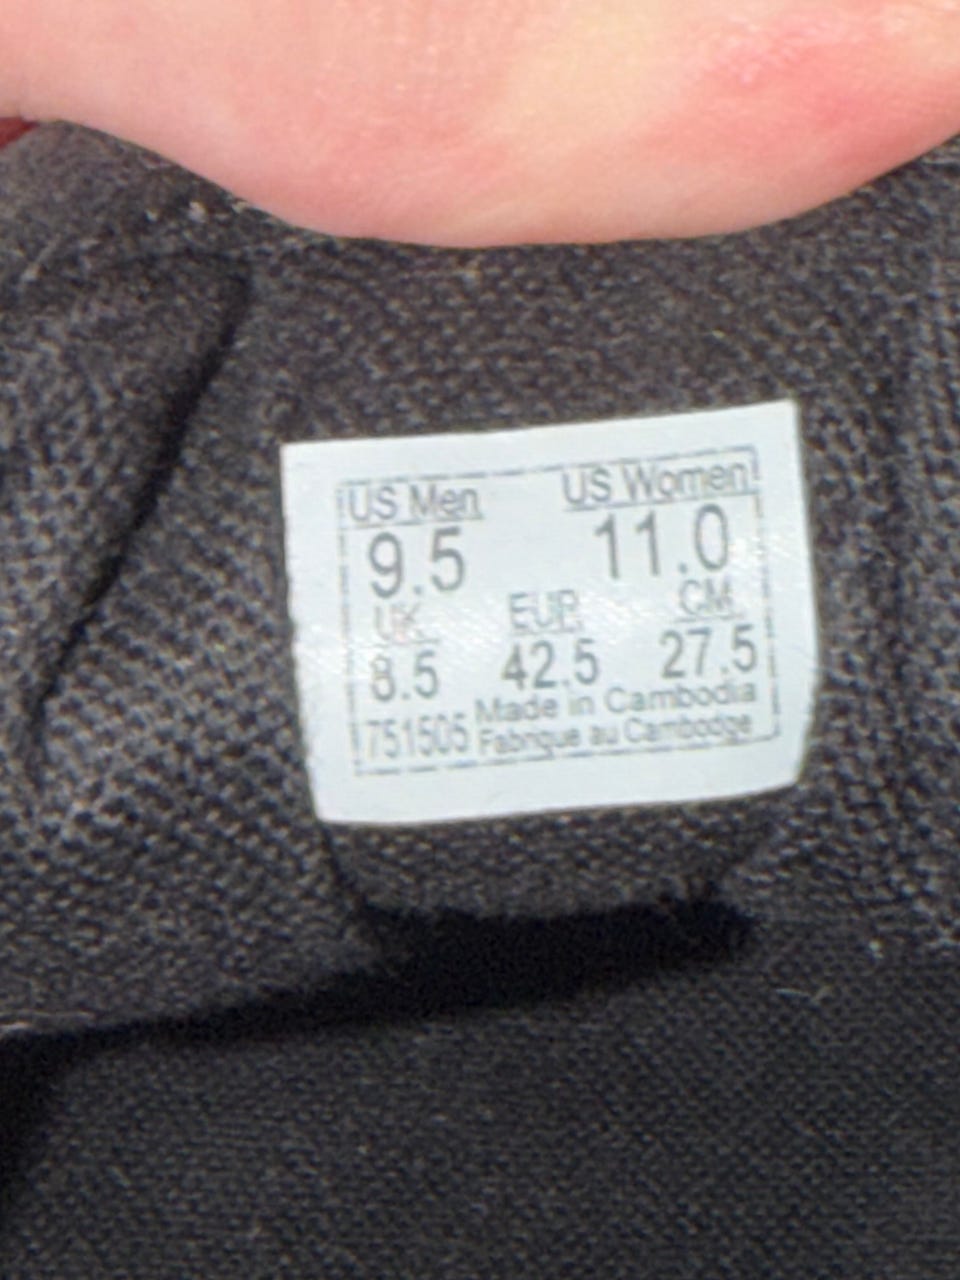 US Men US Women
9.5 11.0
UK EUR CM
8.5 42.5 27.5
Made in Cambodia
751505 Fabrique au Cambodge